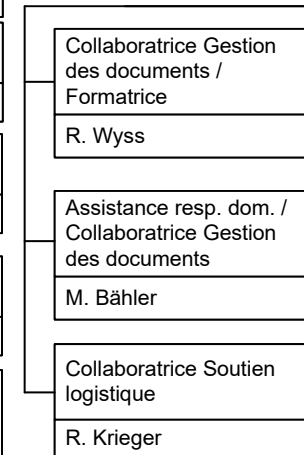 Collaboratrice Gestion
des documents /
Formatrice
R. Wyss
Assistance resp. dom. /
Collaboratrice Gestion
des documents
M. Bähler
Collaboratrice Soutien
logistique
R. Krieger